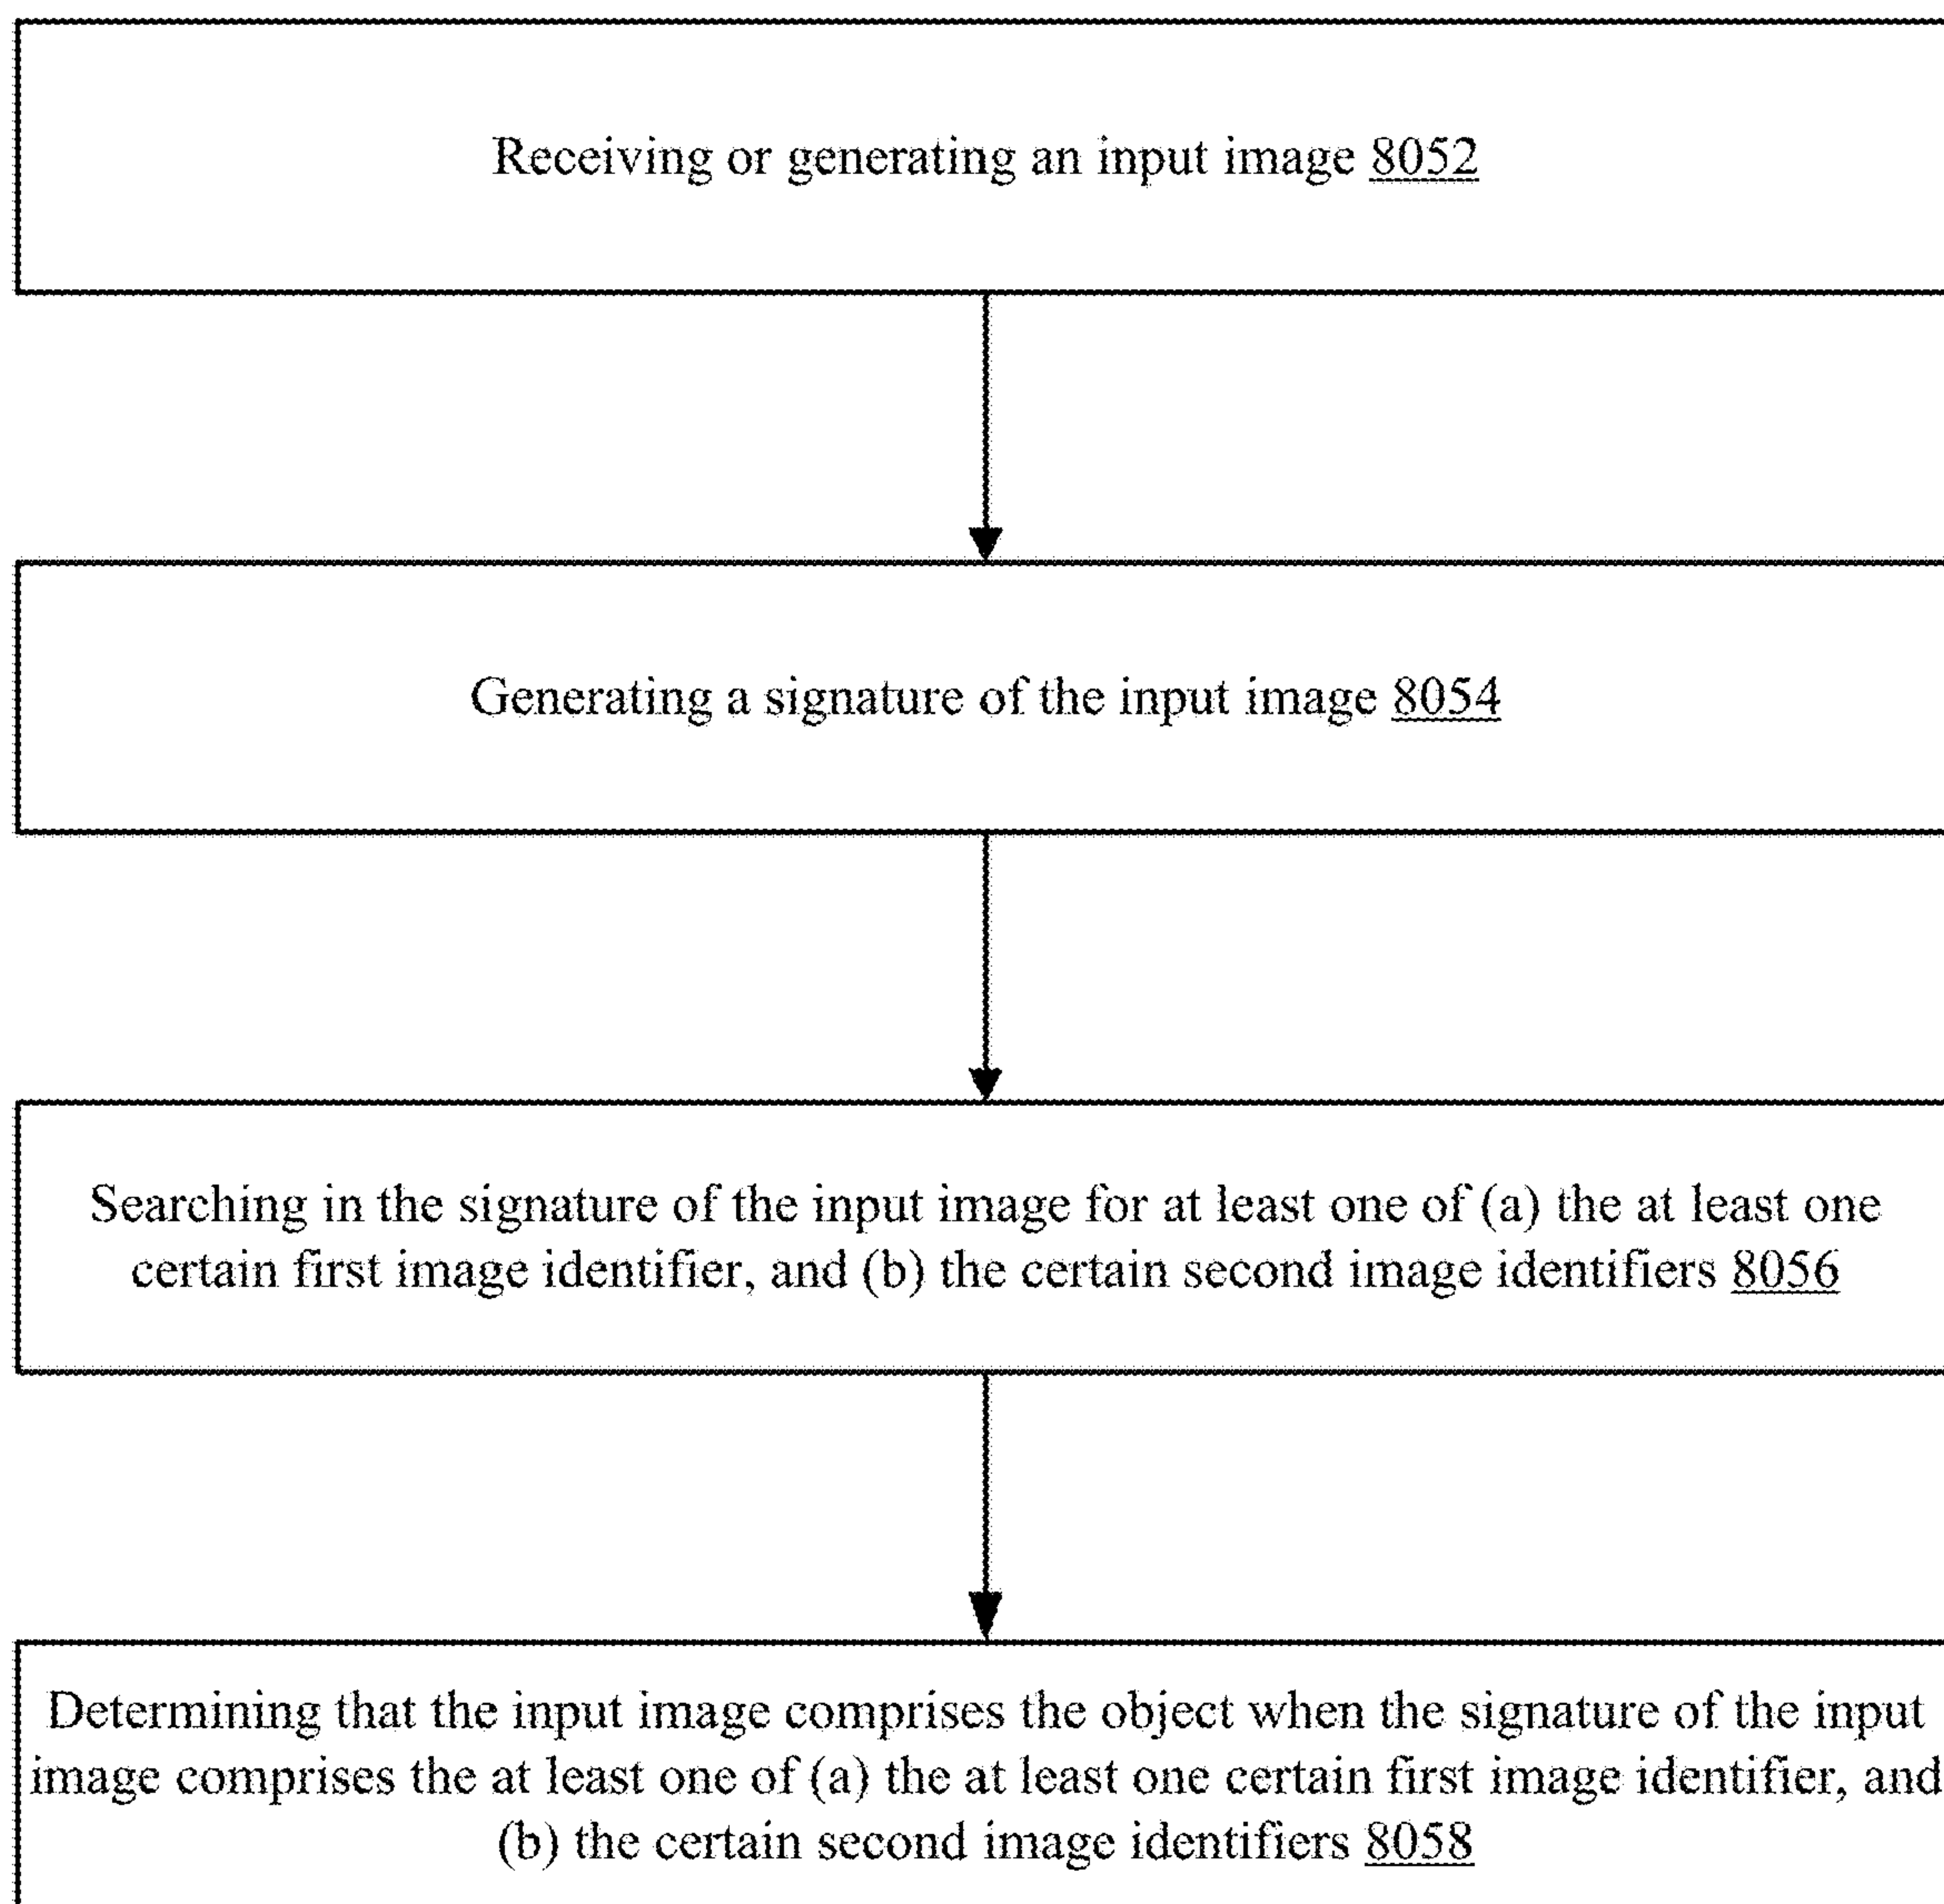 Receiving or generating an input image 8052
Generating a signature of the input image 8054
Searching in the signature of the input image for at least one of (a) the at least one
certain first image identifier, and (b) the certain second image identifiers 8056
Determining that the input image comprises the object when the signature of the input
image comprises the at least one of (a) the at least one certain first image identifier, and
(b) the certain second image identifiers 8058